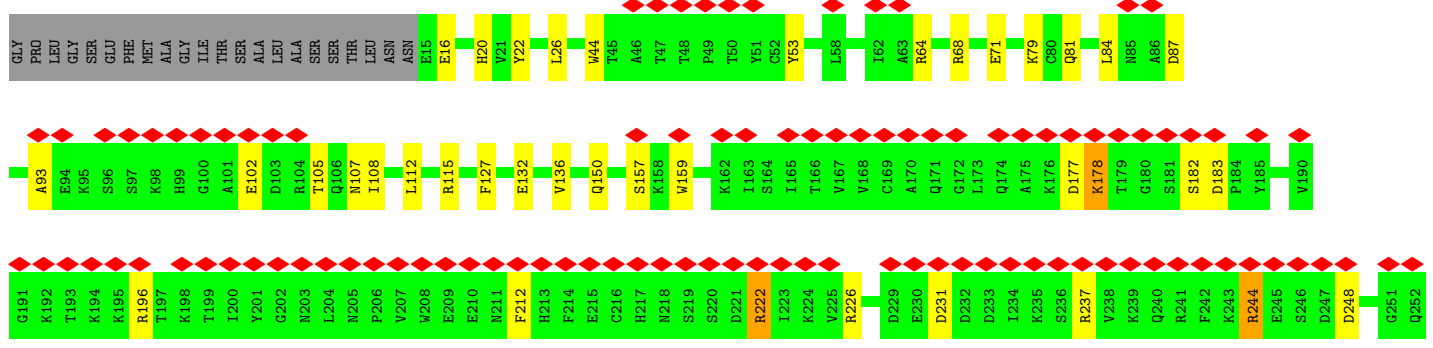 GLY PRO LEU GLY SER GLU PHE MET ALA GLY ILE THR SER ALA LEU ALA SER SER THR LEU ASN ASN E15 E16 H20 V21 Y22 L26 W44 T45 A46 T47 T48 P49 T50 Y51 C52 Y53 L58 I62 A63 R64 R68 E71 K79 C80 Q81 L84 N85 A86 D87
A93 E94 K95 S96 S97 K98 H99 G100 A101 E102 D103 R104 T105 Q106 N107 I108 L112 R115 F127 E132 V136 Q150 S157 K158 W159 K162 I163 S164 I165 T166 V167 V168 C169 A170 Q171 G172 L173 Q174 A175 K176 D177 K178 T179 G180 S181 S182 D183 P184 Y185 V190
G191 K192 T193 K194 K195 R196 T197 K198 T199 I200 Y201 G202 N203 L204 N205 P206 V207 W208 E209 E210 N211 F212 H213 F214 E215 C216 H217 N218 S219 S220 D221 R222 I223 K224 V225 R226 D229 E230 D231 D232 D233 I234 K235 S236 R237 V238 K239 Q240 R241 F242 K243 R244 E245 S246 D247 D248 G251 Q252